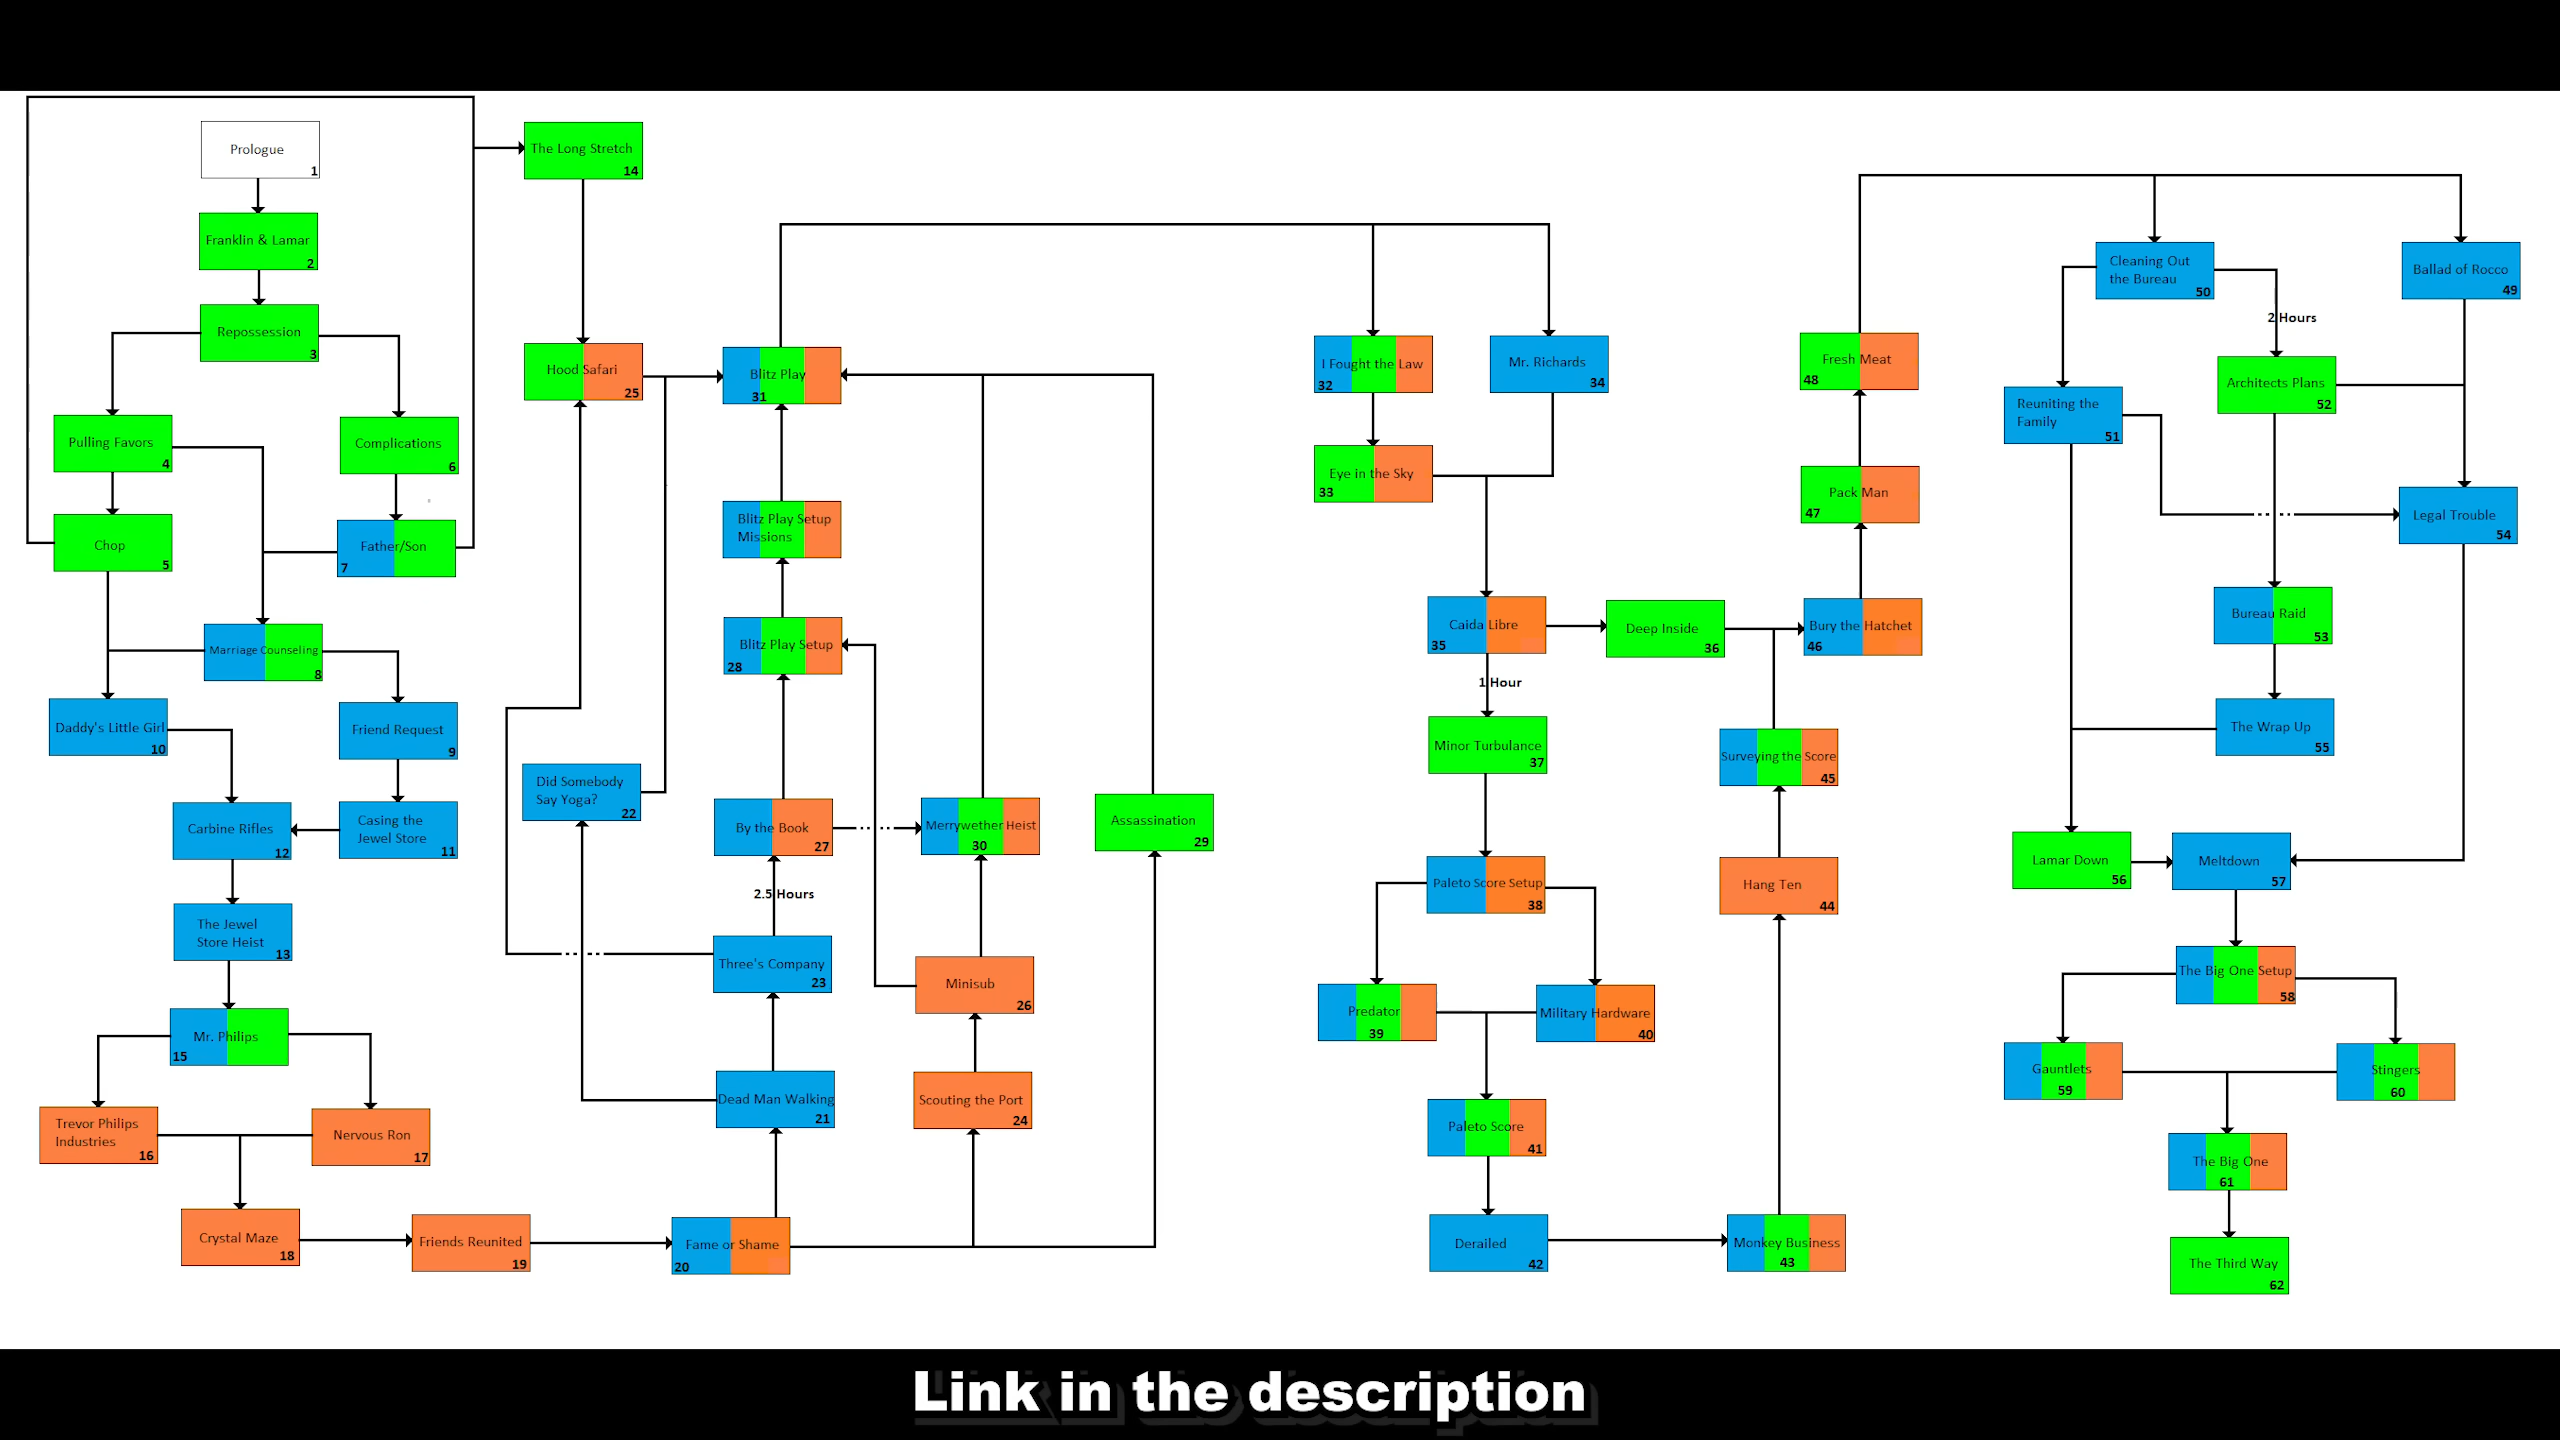 Prologue
1
Franklin & Lamar
2
Repossession
3
Pulling Favors
4
Complications
6
Chop
5
Father/Son
7
Marriage Counseling
8
Daddy's Little Girl
10
Friend Request
9
Carbine Rifles
12
Casing the
Jewel Store
11
The Jewel
Store Heist
13
Mr. Philips
15
Trevor Philips
Industries
16
Nervous Ron
17
Crystal Maze
18
Friends Reunited
19
The Long Stretch
14
Hood Safari
25
Blitz Play
31
Blitz Play Setup
Missions
Blitz Play Setup
28
Did Somebody
Say Yoga?
22
By the Book
27
Merrywether Heist
30
Assassination
29
2.5 Hours
Three's Company
23
Minisub
26
Dead Man Walking
21
Scouting the Port
24
Fame or Shame
20
I Fought the Law
32
Mr. Richards
34
Eye in the Sky
33
Caida Libre
35
Deep Inside
36
1 Hour
Minor Turbulance
37
Paleto Score Setup
38
Predator
39
Military Hardware
40
Paleto Score
41
Derailed
42
Monkey Business
43
Hang Ten
44
Surveying the Score
45
Bury the Hatchet
46
Pack Man
47
Fresh Meat
48
Cleaning Out
the Bureau
50
Ballad of Rocco
49
2 Hours
Architects Plans
52
Reuniting the
Family
51
Legal Trouble
54
Bureau Raid
53
The Wrap Up
55
Lamar Down
56
Meltdown
57
The Big One Setup
58
Gauntlets
59
Stingers
60
The Big One
61
The Third Way
62
Link in the description